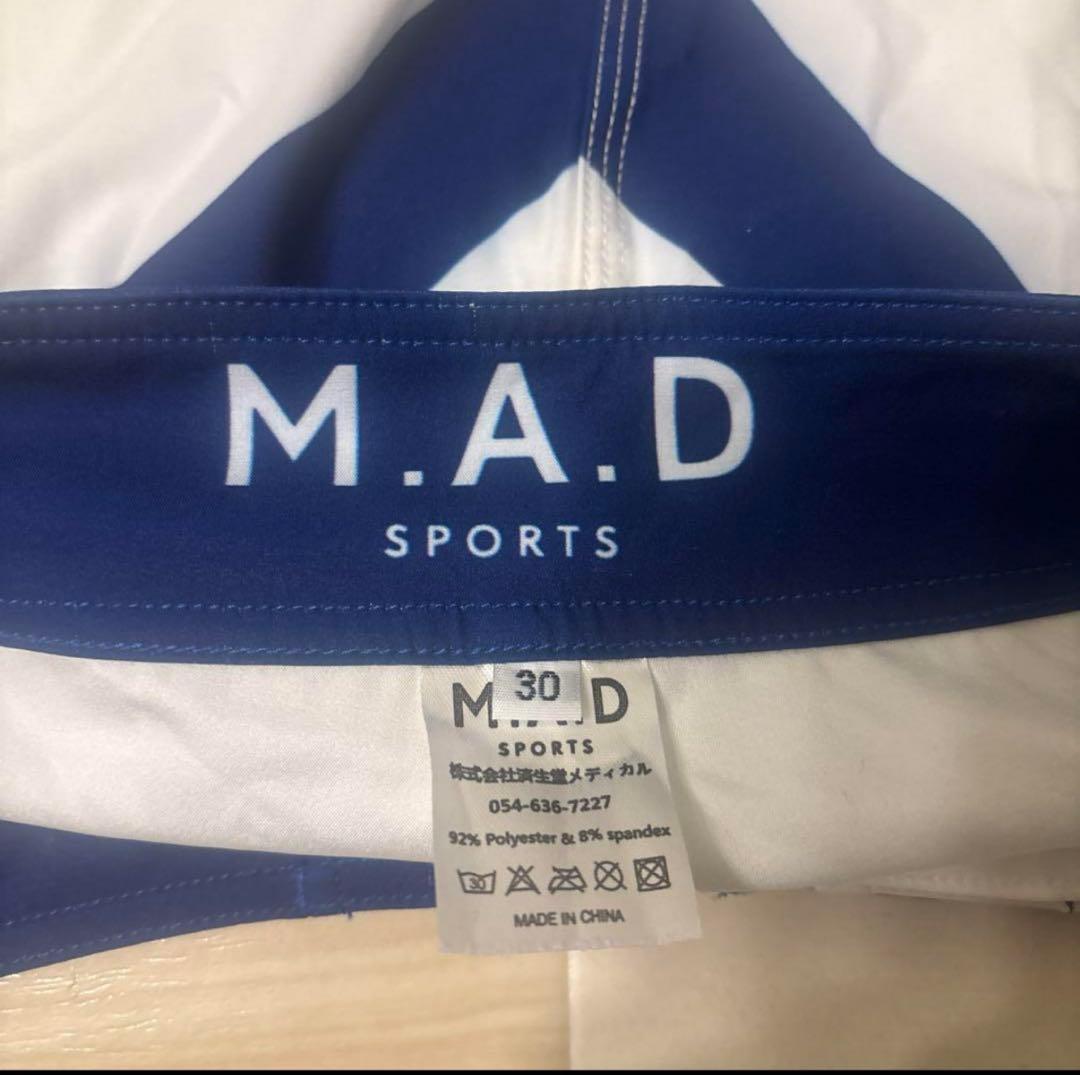 M.A.D
SPORTS
30
M.A.D
SPORTS
株式会社済生堂メディカル
054-636-7227
92% Polyester & 8% spandex
30
MADE IN CHINA